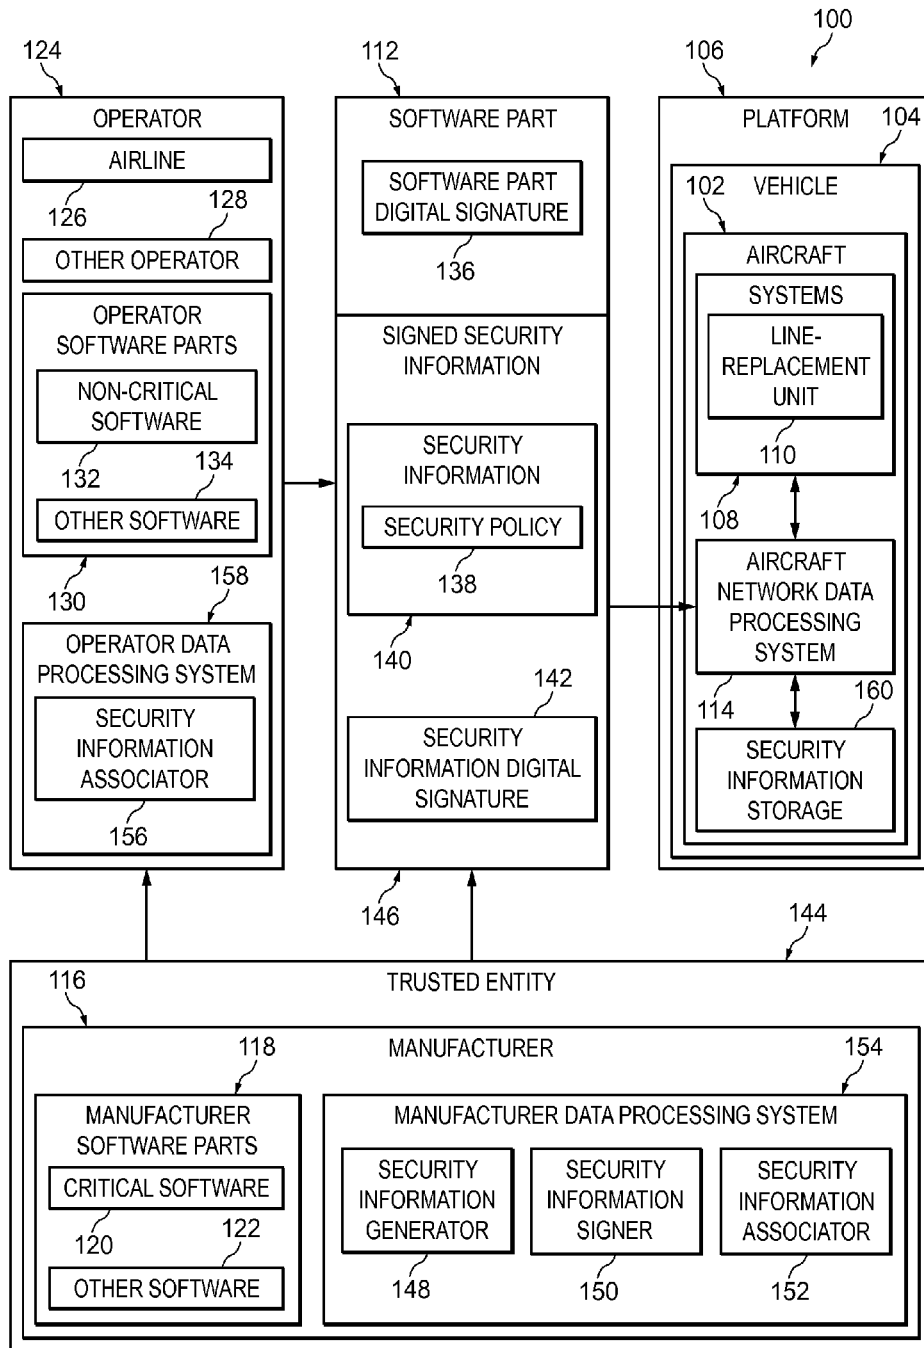 100
124
OPERATOR
AIRLINE
126
128
OTHER OPERATOR
OPERATOR
SOFTWARE PARTS
NON-CRITICAL
SOFTWARE
132
134
OTHER SOFTWARE
130
158
OPERATOR DATA
PROCESSING SYSTEM
SECURITY
INFORMATION
ASSOCIATOR
156
112
SOFTWARE PART
SOFTWARE PART
DIGITAL SIGNATURE
136
SIGNED SECURITY
INFORMATION
SECURITY
INFORMATION
SECURITY POLICY
138
140
142
SECURITY
INFORMATION DIGITAL
SIGNATURE
146
106
PLATFORM
104
VEHICLE
102
AIRCRAFT
SYSTEMS
LINE-
REPLACEMENT
UNIT
110
108
AIRCRAFT
NETWORK DATA
PROCESSING
SYSTEM
114
160
SECURITY
INFORMATION
STORAGE
144
TRUSTED ENTITY
116
MANUFACTURER
118
MANUFACTURER
SOFTWARE PARTS
CRITICAL SOFTWARE
120
122
OTHER SOFTWARE
154
MANUFACTURER DATA PROCESSING SYSTEM
SECURITY
INFORMATION
GENERATOR
148
SECURITY
INFORMATION
SIGNER
150
SECURITY
INFORMATION
ASSOCIATOR
152